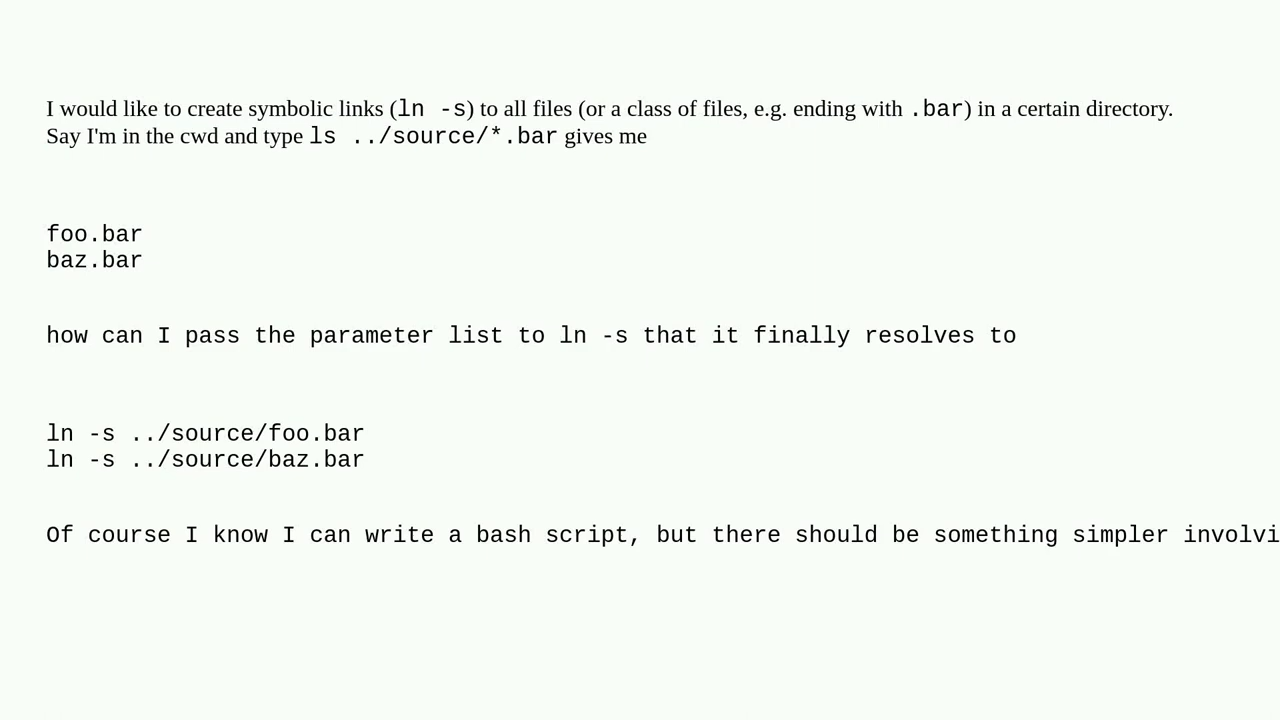 I would like to create symbolic links (ln -s) to all files (or a class of files, e.g. ending with .bar) in a certain directory.
Say I'm in the cwd and type ls ../source/*.bar gives me
foo.bar
baz.bar
how can I pass the parameter list to ln -s that it finally resolves to
ln -s ../source/foo.bar
ln -s ../source/baz.bar
Of course I know I can write a bash script, but there should be something simpler